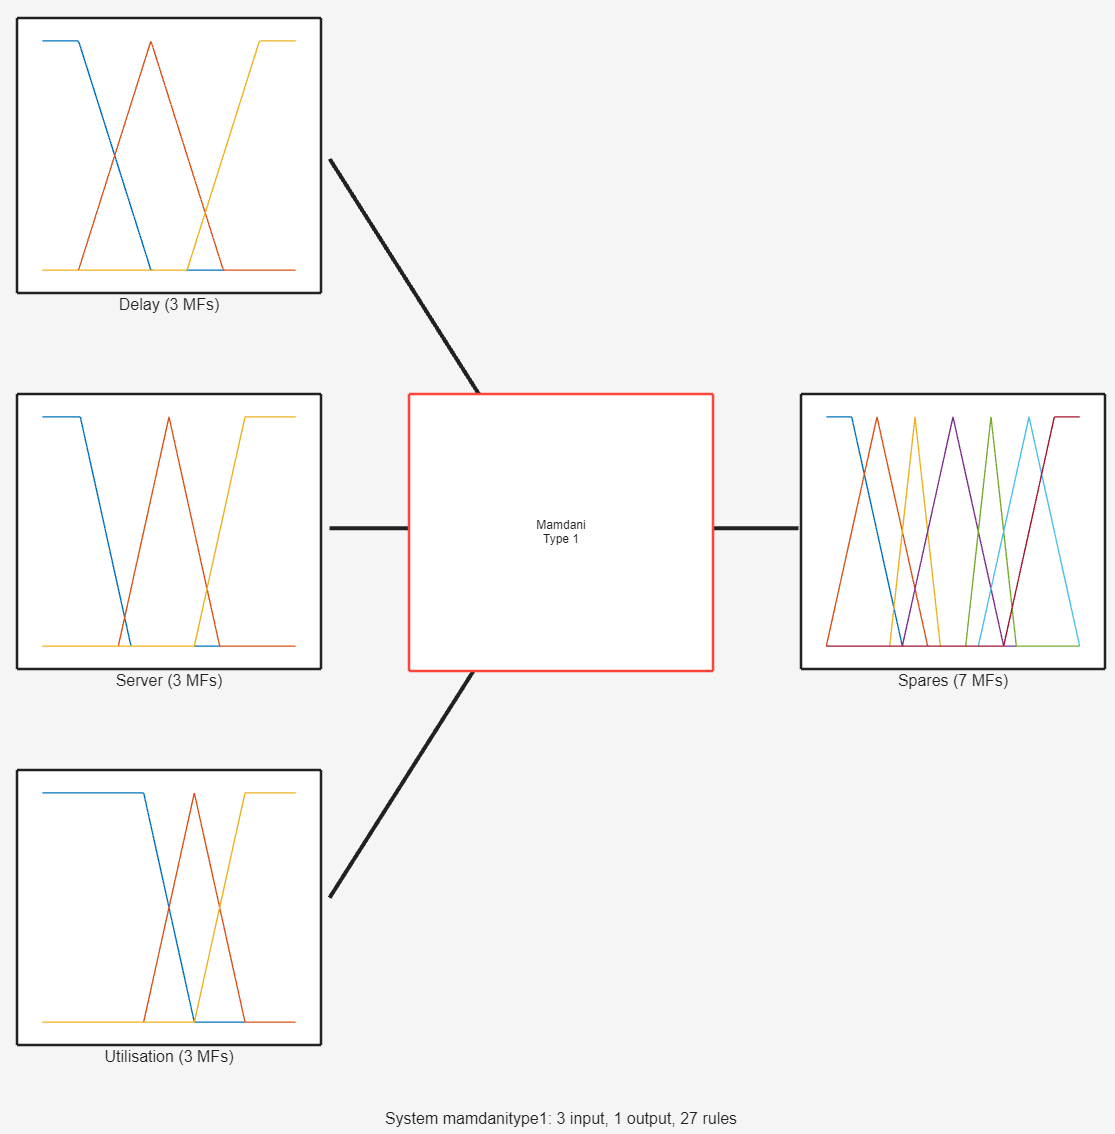 Delay (3 MFs)
Server (3 MFs)
Mamdani
Type 1
Spares (7 MFs)
Utilisation (3 MFs)
System mamdanitype1: 3 input, 1 output, 27 rules